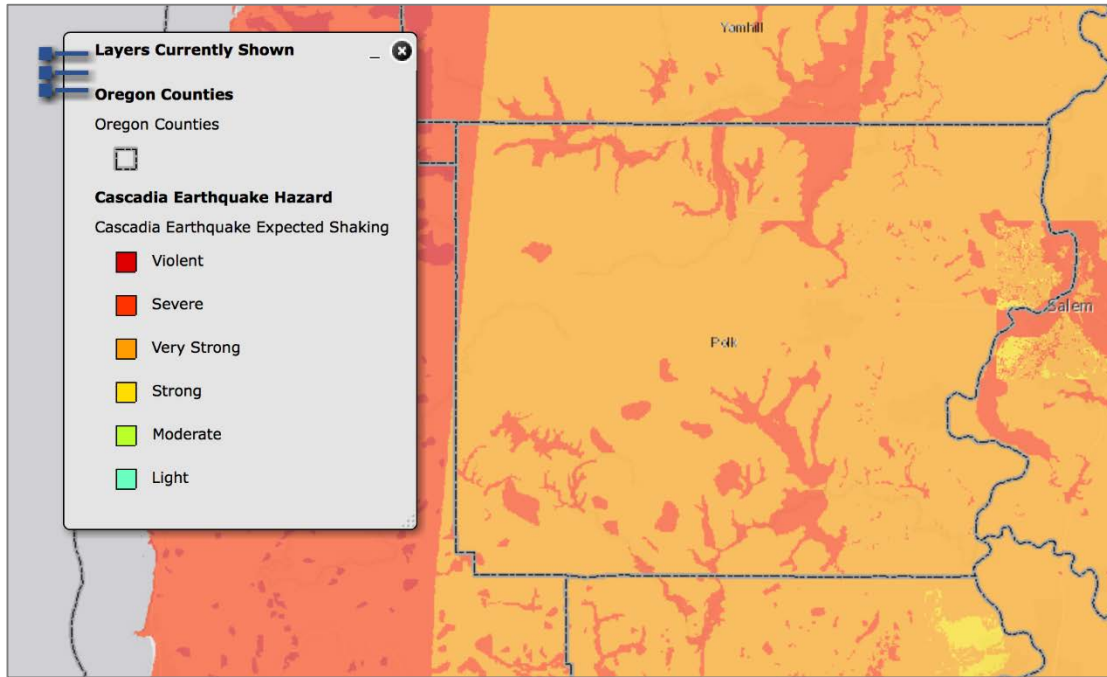 Yamhill
Layers Currently Shown
Oregon Counties
Oregon Counties
Cascadia Earthquake Hazard
Cascadia Earthquake Expected Shaking
Violent
Severe
Very Strong
Strong
Moderate
Light
Salem
Polk